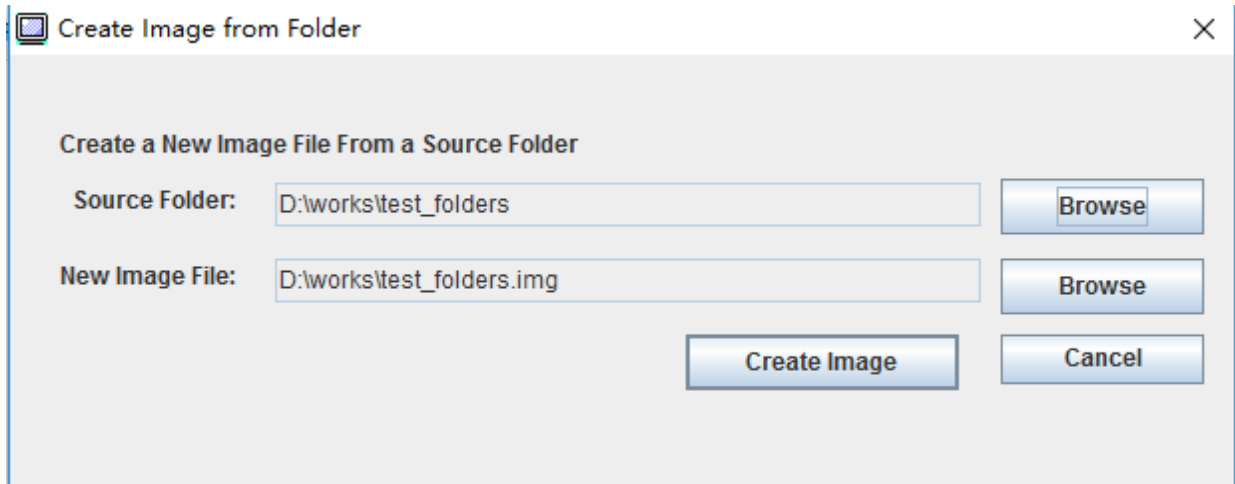 Create Image from Folder
Create a New Image File From a Source Folder
Source Folder: D:\works\test_folders Browse
New Image File: D:\works\test_folders.img Browse
Create Image Cancel